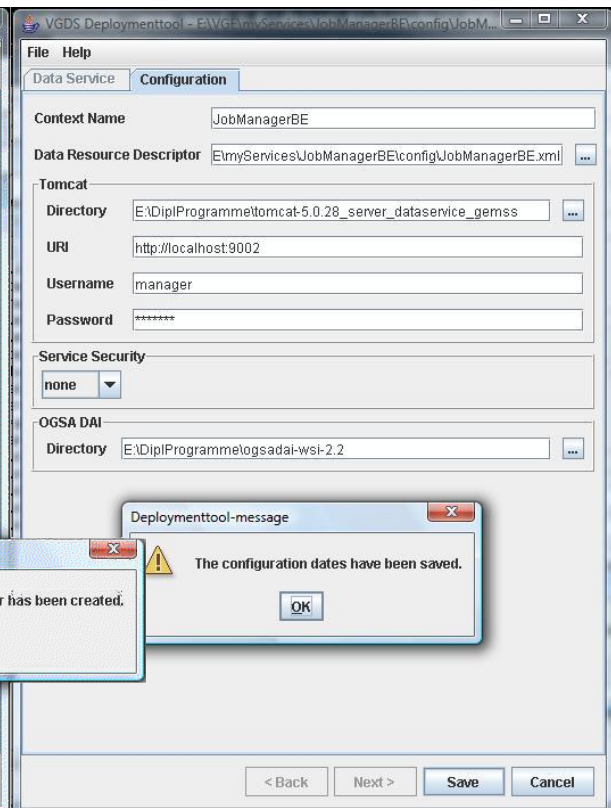 VGDS Deploymenttool - E:\VGE\myServices\JobManagerBE\config\JobM...
File Help
Data Service Configuration
Context Name JobManagerBE
Data Resource Descriptor E\myServices\JobManagerBE\config\JobManagerBE.xml ...
Tomcat
Directory E:\DiplProgramme\tomcat-5.0.28_server_dataservice_gemss ...
URI http://localhost:9002
Username manager
Password *******
Service Security
none
OGSA DAI
Directory E:\DiplProgramme\ogsadai-wsi-2.2 ...
Deploymenttool-message
The configuration dates have been saved.
OK
r has been created.
< Back Next > Save Cancel